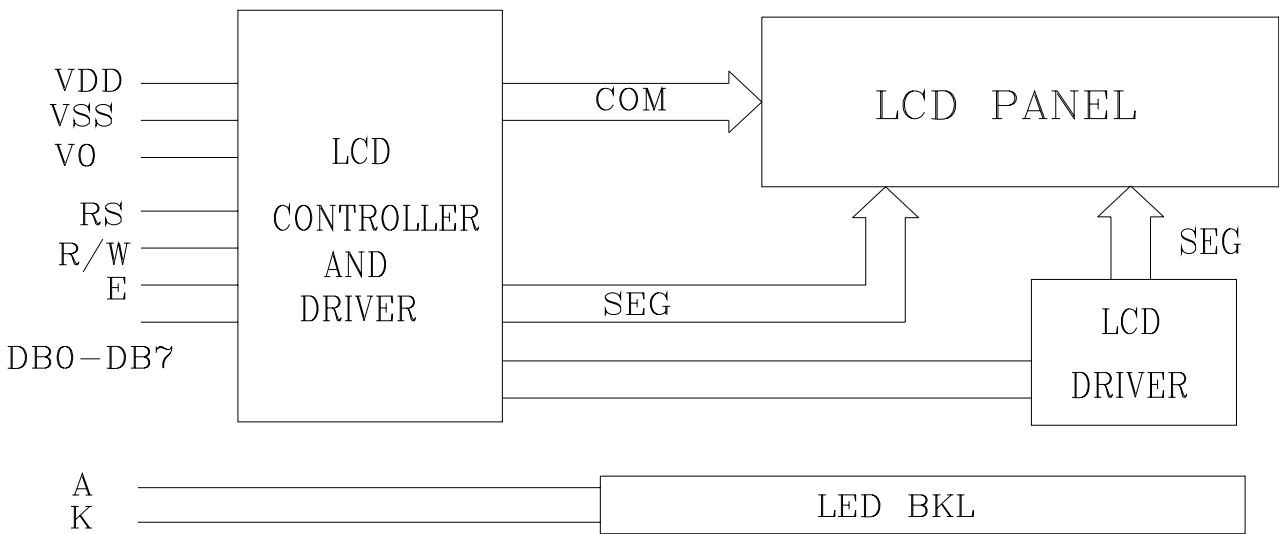 VDD
VSS
V0
RS
R/W
E
DB0-DB7
LCD
CONTROLLER
AND
DRIVER
COM
SEG
LCD PANEL
SEG
LCD
DRIVER
A
K
LED BKL